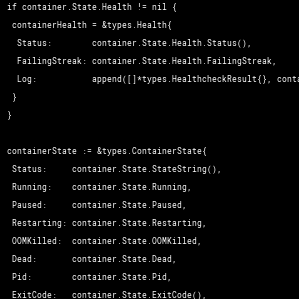 if container.State.Health != nil {
containerHealth = &types.Health{
Status: container.State.Health.Status(),
FailingStreak: container.State.Health.FailingStreak,
Log: append([]*types.HealthcheckResult{},
}
}
containerState := &types.ContainerState{
Status: container.State.StateString(),
Running: container.State.Running,
Paused: container.State.Paused,
Restarting: container.State.Restarting,
OOMKilled: container.State.OOMKilled,
Dead: container.State.Dead,
Pid: container.State.Pid,
ExitCode: container.State.ExitCode(),